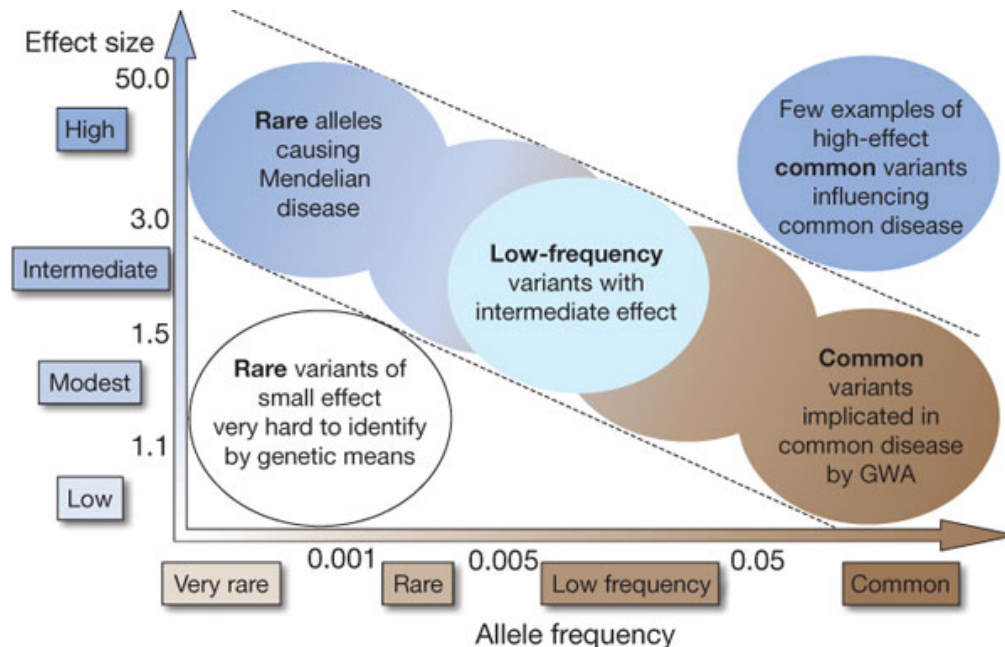 Effect size
50.0
High
3.0
Intermediate
1.5
Modest
1.1
Low
Rare alleles
causing
Mendelian
disease
Few examples of
high-effect
common variants
influencing
common disease
Low-frequency
variants with
intermediate effect
Rare variants of
small effect
very hard to identify
by genetic means
Common
variants
implicated in
common disease
by GWA
0.001
0.005
0.05
Very rare
Rare
Low frequency
Common
Allele frequency